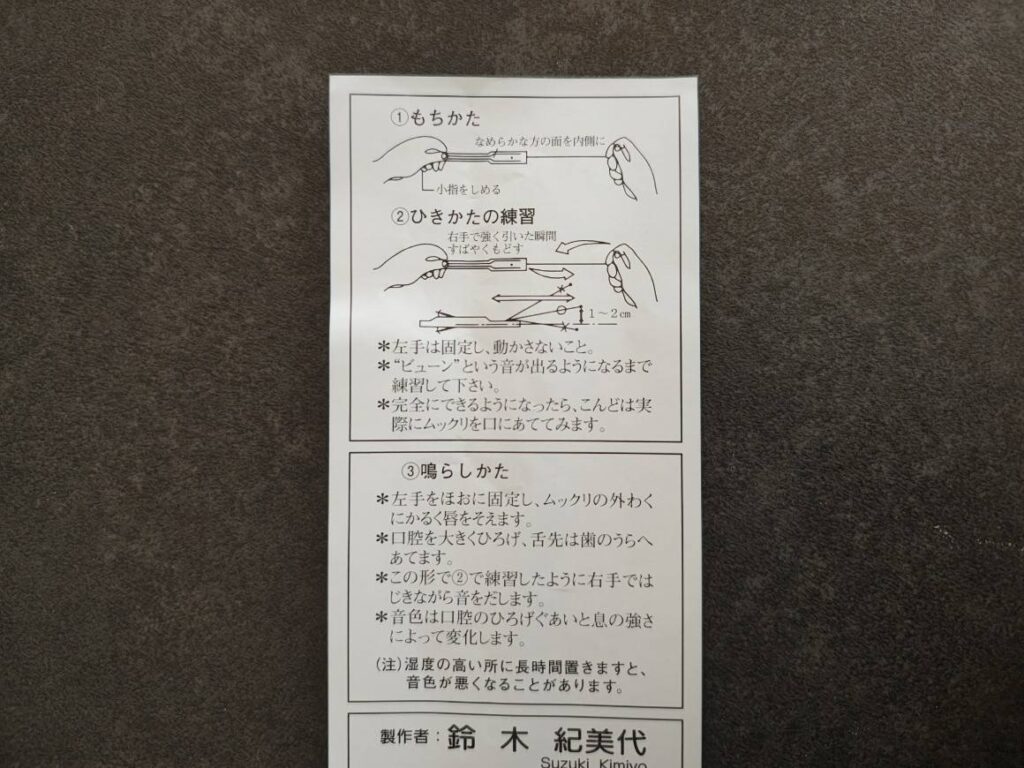 ①もちかた
なめらかな方の面を内側に
小指をしめる
②ひきかたの練習
右手で強く引いた瞬間
すばやくもどす
1～2㎝
＊左手は固定し、動かさないこと。
＊“ビューン”という音が出るようになるまで
練習して下さい。
＊完全にできるようになったら、こんどは実
際にムックリを口にあててみます。
③鳴らしかた
＊左手をほおに固定し、ムックリの外わく
にかるく唇をそえます。
＊口腔を大きくひろげ、舌先は歯のうらへ
あてます。
＊この形で②で練習したように右手では
じきながら音をだします。
＊音色は口腔のひろげぐあいと息の強さ
によって変化します。
(注)湿度の高い所に長時間置きますと、
音色が悪くなることがあります。
製作者：鈴木 紀美代
Suzuki Kimiyo